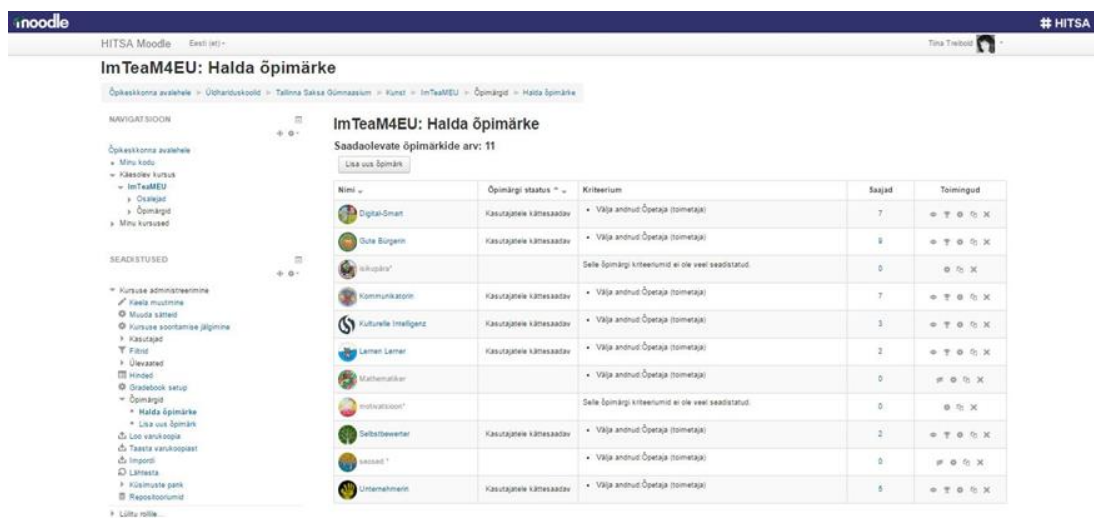 moodle
# HITSA
HITSA Moodle Eesti (et)
Tiina Treibold
ImTeaM4EU: Halda õpimärke
Õpikeskkonna avalehele Üldhariduskoolid Tallinna Saksa Gümnaasium Kunst ImTeaMEU Õpimärgid Halda õpimärke
NAVIGATSIOON
Õpikeskkonna avalehele
Minu kodu
Käesolev kursus
ImTeaMEU
Osalejad
Õpimärgid
Minu kursused
SEADISTUSED
Kursuse administreerimine
Keela muutmine
Muuda sätteid
Kursuse sooritamise jälgimine
Kasutajad
Filtrid
Ülevaated
Hinded
Gradebook setup
Õpimärgid
Halda õpimärke
Lisa uus õpimärk
Loo varukoopia
Taasta varukoopiast
Impordi
Lähtesta
Küsimuste pank
Repositooriumid
Lülitu rollile...
ImTeaM4EU: Halda õpimärke
Saadaolevate õpimärkide arv: 11
Lisa uus õpimärk
Nimi Õpimärgi staatus Kriteerium Saajad Toimingud
Digital-Smart Kasutajatele kättesaadav Välja andnud:Õpetaja (toimetaja) 7
Gute Bürgerin Kasutajatele kättesaadav Välja andnud:Õpetaja (toimetaja) 9
isikupära* Selle õpimärgi kriteeriumid ei ole veel seadistatud. 0
Kommunikatorin Kasutajatele kättesaadav Välja andnud:Õpetaja (toimetaja) 7
Kulturelle Intelligenz Kasutajatele kättesaadav Välja andnud:Õpetaja (toimetaja) 3
Lernen Lerner Kasutajatele kättesaadav Välja andnud:Õpetaja (toimetaja) 2
Mathematiker Välja andnud:Õpetaja (toimetaja) 0
motivatsioon* Selle õpimärgi kriteeriumid ei ole veel seadistatud. 0
Selbstbewerter Kasutajatele kättesaadav Välja andnud:Õpetaja (toimetaja) 2
seosed * Välja andnud:Õpetaja (toimetaja) 0
Unternehmerin Kasutajatele kättesaadav Välja andnud:Õpetaja (toimetaja) 5